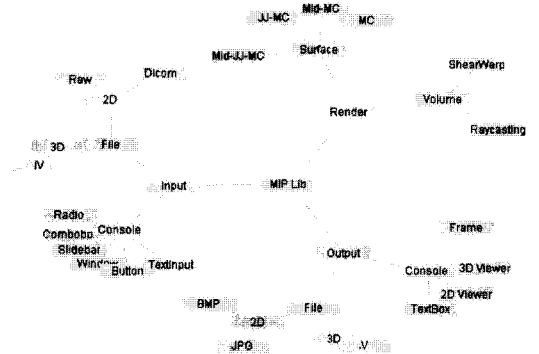 Mid-MC
JJ-MC
MC
Surface
Mid-JJ-MC
ShearWarp
Dicom
Raw
2D
Volume
Render
Raycasting
File
3D
IV
Input
MIP Lib
Radio
Console
Frame
Slidebar
Output
Window
Button
TextInput
Console
3D Viewer
2D Viewer
BMP
File
TextBox
2D
JPG
3D